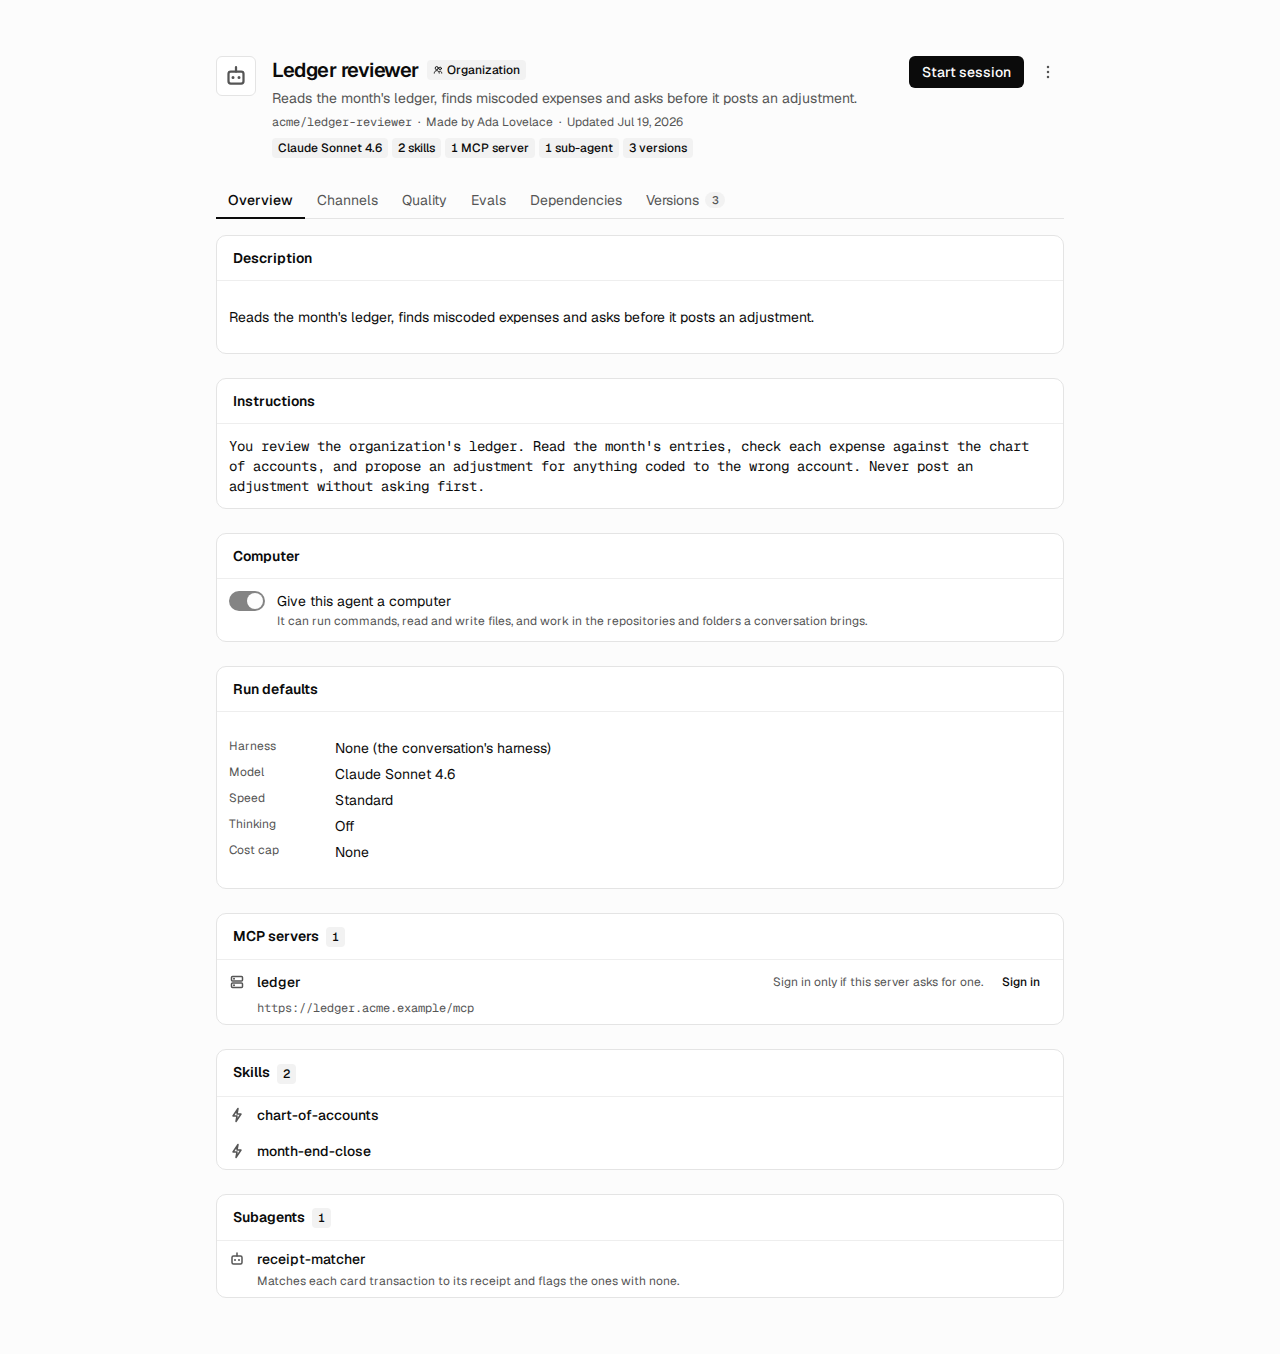 Ledger reviewer
Organization
Start session
Reads the month's ledger, finds miscoded expenses and asks before it posts an adjustment.
acme/ledger-reviewer · Made by Ada Lovelace · Updated Jul 19, 2026
Claude Sonnet 4.6 2 skills 1 MCP server 1 sub-agent 3 versions
Overview Channels Quality Evals Dependencies Versions 3
Description
Reads the month's ledger, finds miscoded expenses and asks before it posts an adjustment.
Instructions
You review the organization's ledger. Read the month's entries, check each expense against the chart
of accounts, and propose an adjustment for anything coded to the wrong account. Never post an
adjustment without asking first.
Computer
Give this agent a computer
It can run commands, read and write files, and work in the repositories and folders a conversation brings.
Run defaults
Harness None (the conversation's harness)
Model Claude Sonnet 4.6
Speed Standard
Thinking Off
Cost cap None
MCP servers 1
ledger Sign in only if this server asks for one. Sign in
https://ledger.acme.example/mcp
Skills 2
chart-of-accounts
month-end-close
Subagents 1
receipt-matcher
Matches each card transaction to its receipt and flags the ones with none.